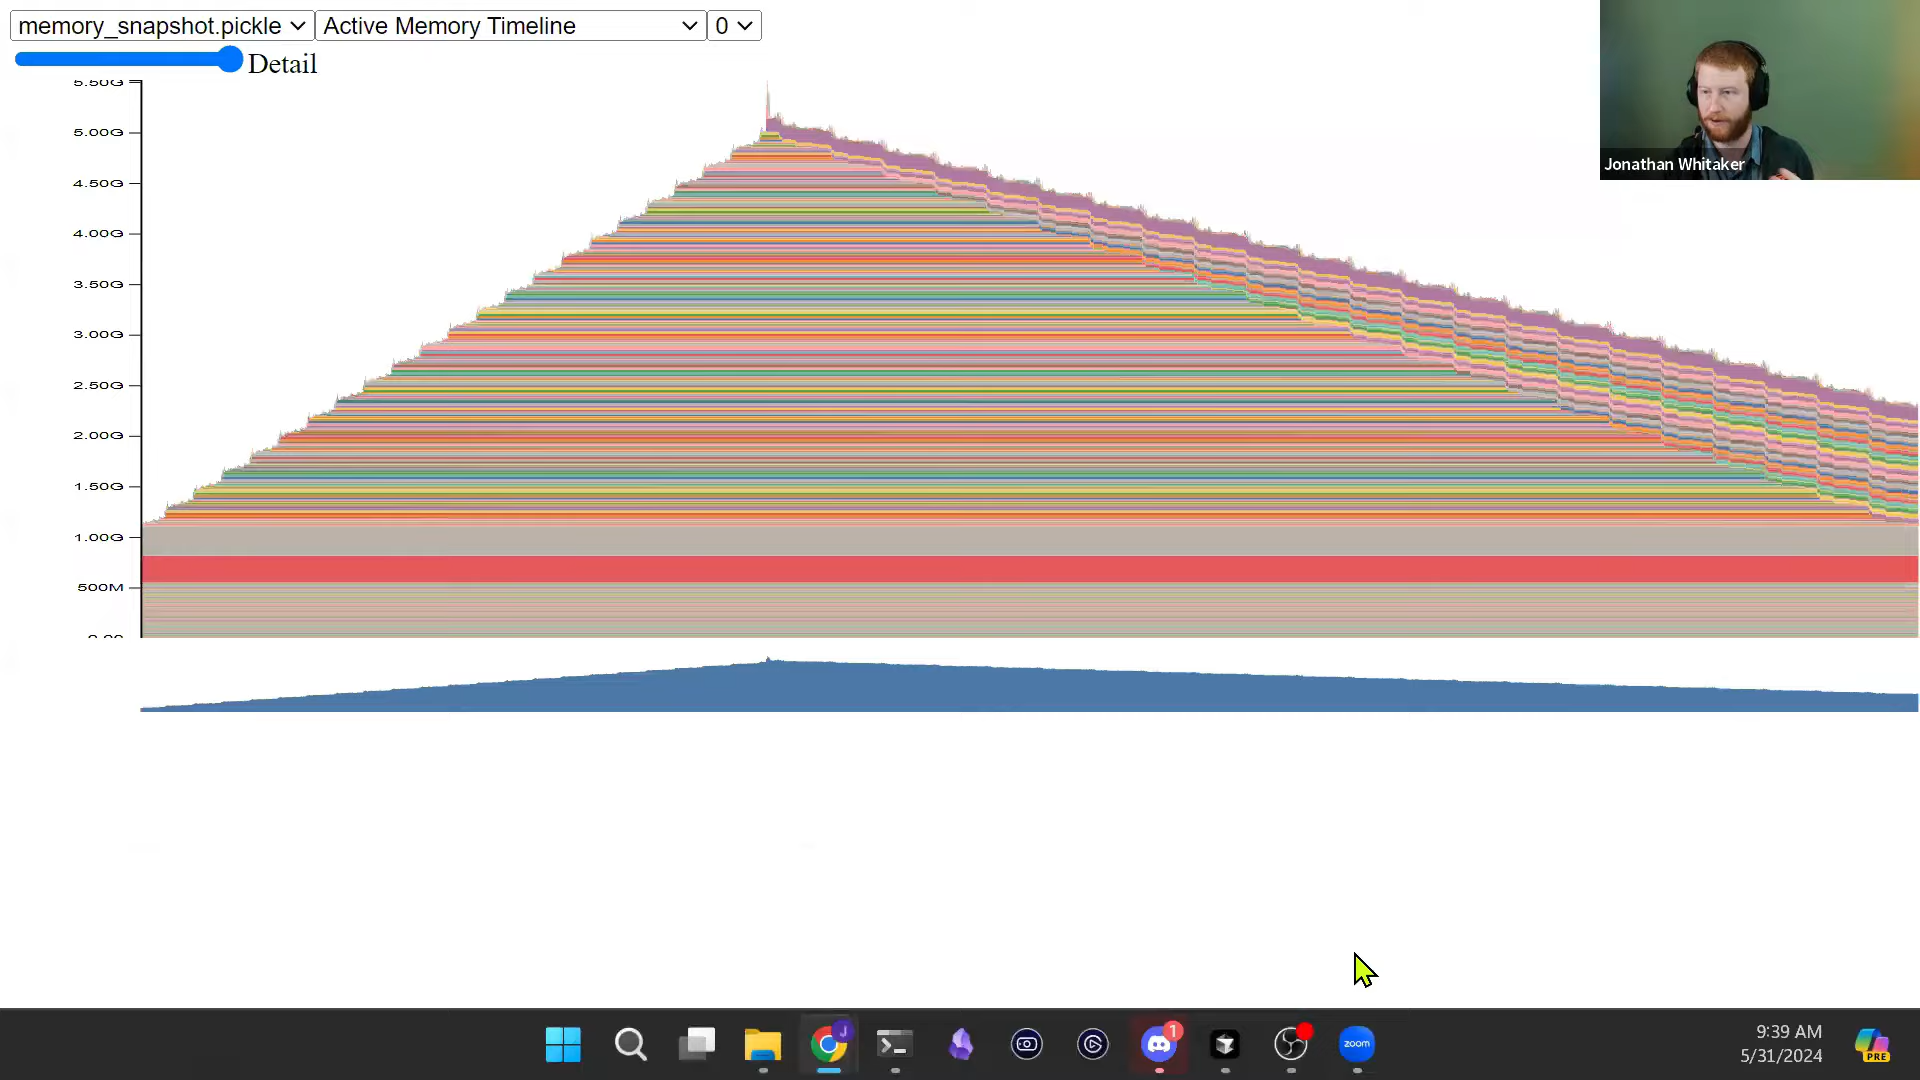 memory_snapshot.pickle Active Memory Timeline 0
Detail
5.50G
5.00G
4.50G
4.00G
3.50G
3.00G
2.50G
2.00G
1.50G
1.00G
500M
Jonathan Whitaker
J
1
zoom
9:39 AM
5/31/2024
PRE